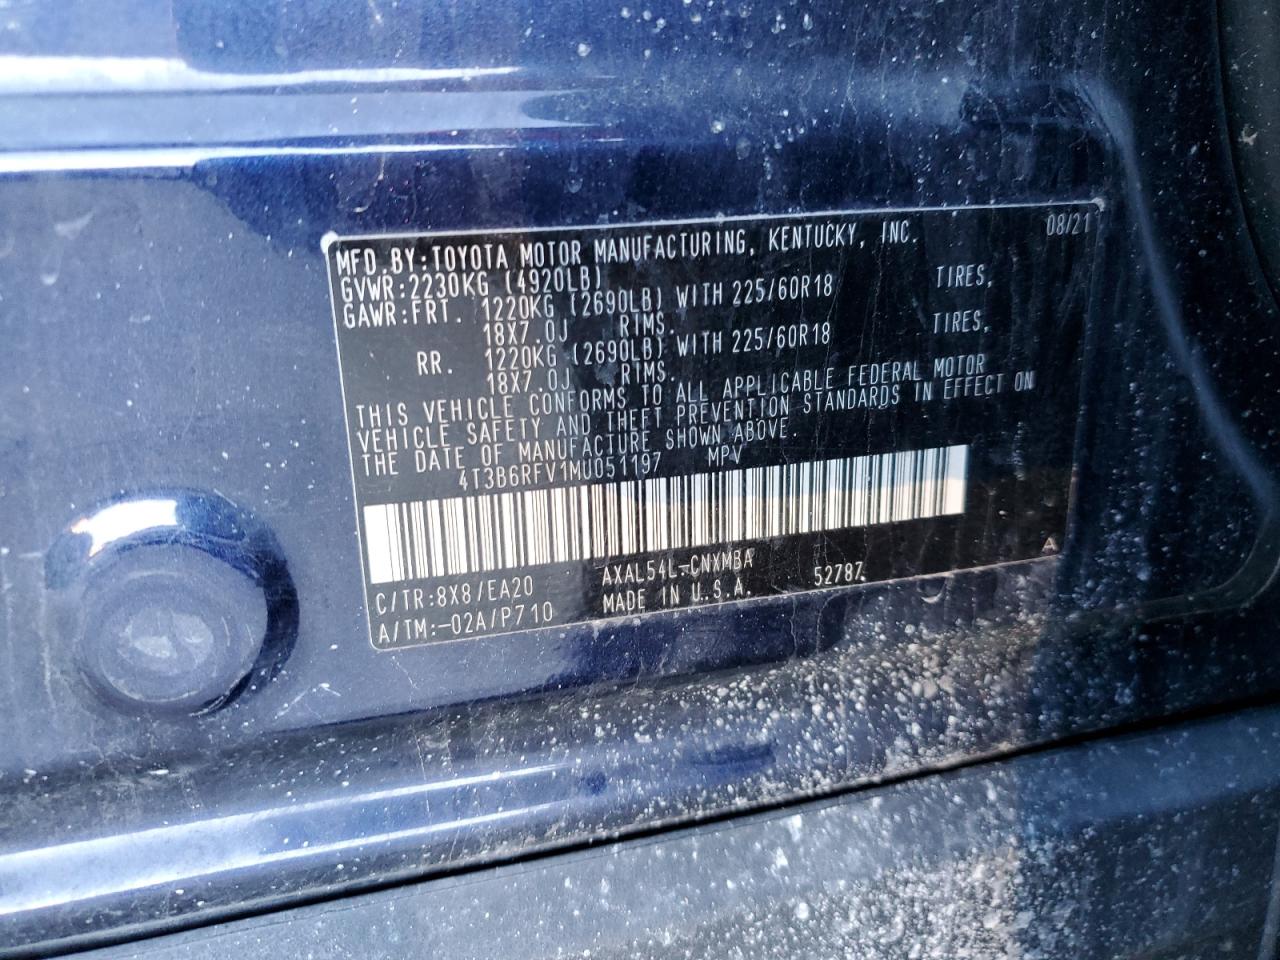 MFD.BY:TOYOTA MOTOR MANUFACTURING, KENTUCKY, INC. 08/21
GVWR:2230KG (4920LB)
GAWR:FRT. 1220KG (2690LB) WITH 225/60R18 TIRES,
18X7.0J RIMS.
RR. 1220KG (2690LB) WITH 225/60R18 TIRES,
18X7.0J RIMS.
THIS VEHICLE CONFORMS TO ALL APPLICABLE FEDERAL MOTOR
VEHICLE SAFETY AND THEFT PREVENTION STANDARDS IN EFFECT ON
THE DATE OF MANUFACTURE SHOWN ABOVE.
4T3B6RFV1MU051197 MPV
C/TR:8X8/EA20 AXAL54L-CNXMBA
A/TM:-02A/P710 MADE IN U.S.A. 52787
A